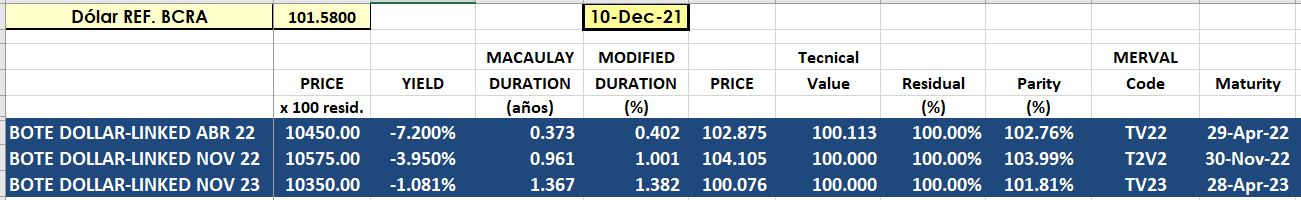 Dólar REF. BCRA 101.5800 10-Dec-21
MACAULAY MODIFIED Tecnical MERVAL
PRICE YIELD DURATION DURATION PRICE Value Residual Parity Code Maturity
x 100 resid. (años) (%) (%) (%)
BOTE DOLLAR-LINKED ABR 22 10450.00 -7.200% 0.373 0.402 102.875 100.113 100.00% 102.76% TV22 29-Apr-22
BOTE DOLLAR-LINKED NOV 22 10575.00 -3.950% 0.961 1.001 104.105 100.000 100.00% 103.99% T2V2 30-Nov-22
BOTE DOLLAR-LINKED NOV 23 10350.00 -1.081% 1.367 1.382 100.076 100.000 100.00% 101.81% TV23 28-Apr-23